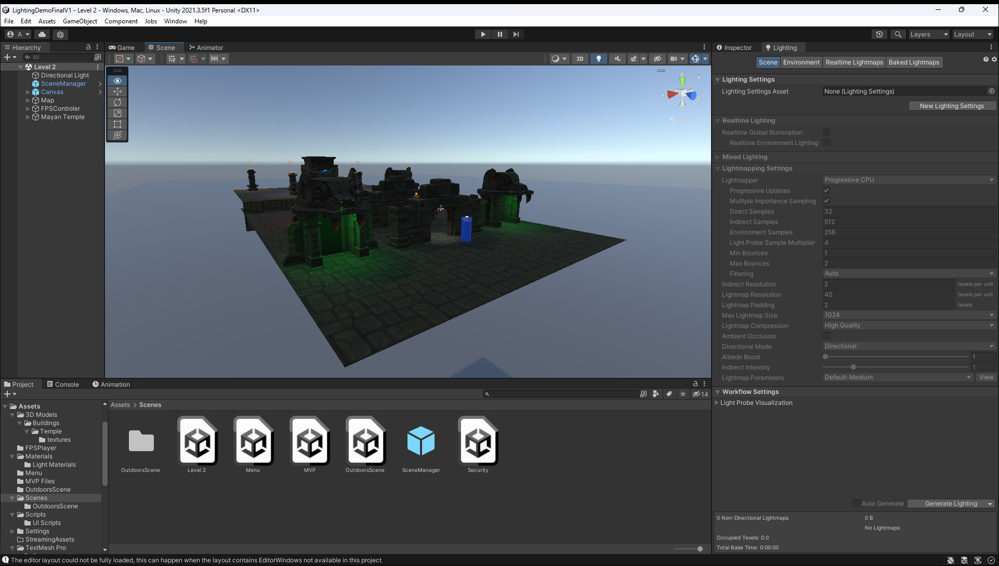 LightingDemoFinalV1 - Level 2 - Windows, Mac, Linux - Unity 2021.3.5f1 Personal <DX11>
File Edit Assets GameObject Component Jobs Window Help
A
Layers
Layout
Hierarchy
All
Level 2
Directional Light
SceneManager
Canvas
Map
FPSControler
Mayan Temple
Game
Scene
Animator
2D
y
x
z
Inspector
Lighting
Scene
Environment
Realtime Lightmaps
Baked Lightmaps
Lighting Settings
Lighting Settings Asset
None (Lighting Settings)
New Lighting Settings
Realtime Lighting
Realtime Global Illumination
Realtime Environment Lighting
Mixed Lighting
Lightmapping Settings
Lightmapper Progressive CPU
Progressive Updates
Multiple Importance Sampling
Direct Samples 32
Indirect Samples 512
Environment Samples 256
Light Probe Sample Multiplier 4
Min Bounces 1
Max Bounces 2
Filtering Auto
Indirect Resolution 2 texels per unit
Lightmap Resolution 40 texels per unit
Lightmap Padding 2 texels
Max Lightmap Size 1024
Lightmap Compression High Quality
Ambient Occlusion
Directional Mode Directional
Albedo Boost 1
Indirect Intensity 1
Lightmap Parameters Default-Medium View
Workflow Settings
Light Probe Visualization
Auto Generate
Generate Lighting
0 Non-Directional Lightmaps 0 B
No Lightmaps
Occupied Texels: 0.0
Total Bake Time: 0:00:00
Project
Console
Animation
14
Assets
3D Models
Buildings
Temple
textures
FPSPlayer
Materials
Light Materials
Menu
MVP Files
OutdoorsScene
Scenes
OutdoorsScene
Scripts
UI Scripts
Settings
StreamingAssets
TextMesh Pro
Assets > Scenes
OutdoorsScene
Level 2
Menu
MVP
OutdoorsScene
SceneManager
Security
The editor layout could not be fully loaded, this can happen when the layout contains EditorWindows not available in this project